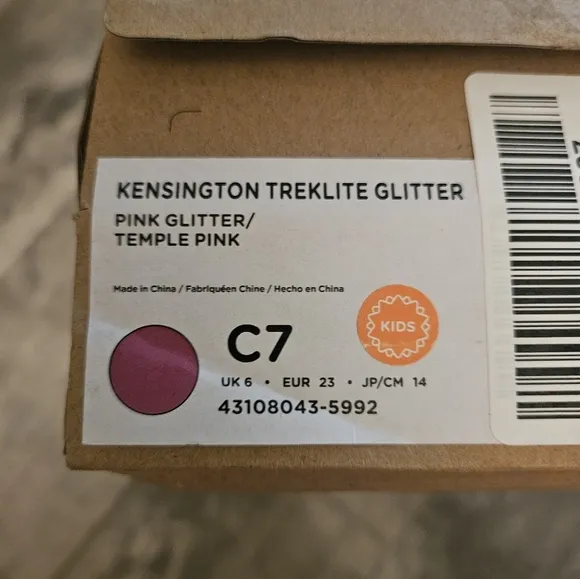 KENSINGTON TREKLITE GLITTER
PINK GLITTER/
TEMPLE PINK
Made in China / Fabriquéen Chine / Hecho en China
C7
KIDS
UK 6 • EUR 23 • JP/CM 14
43108043-5992